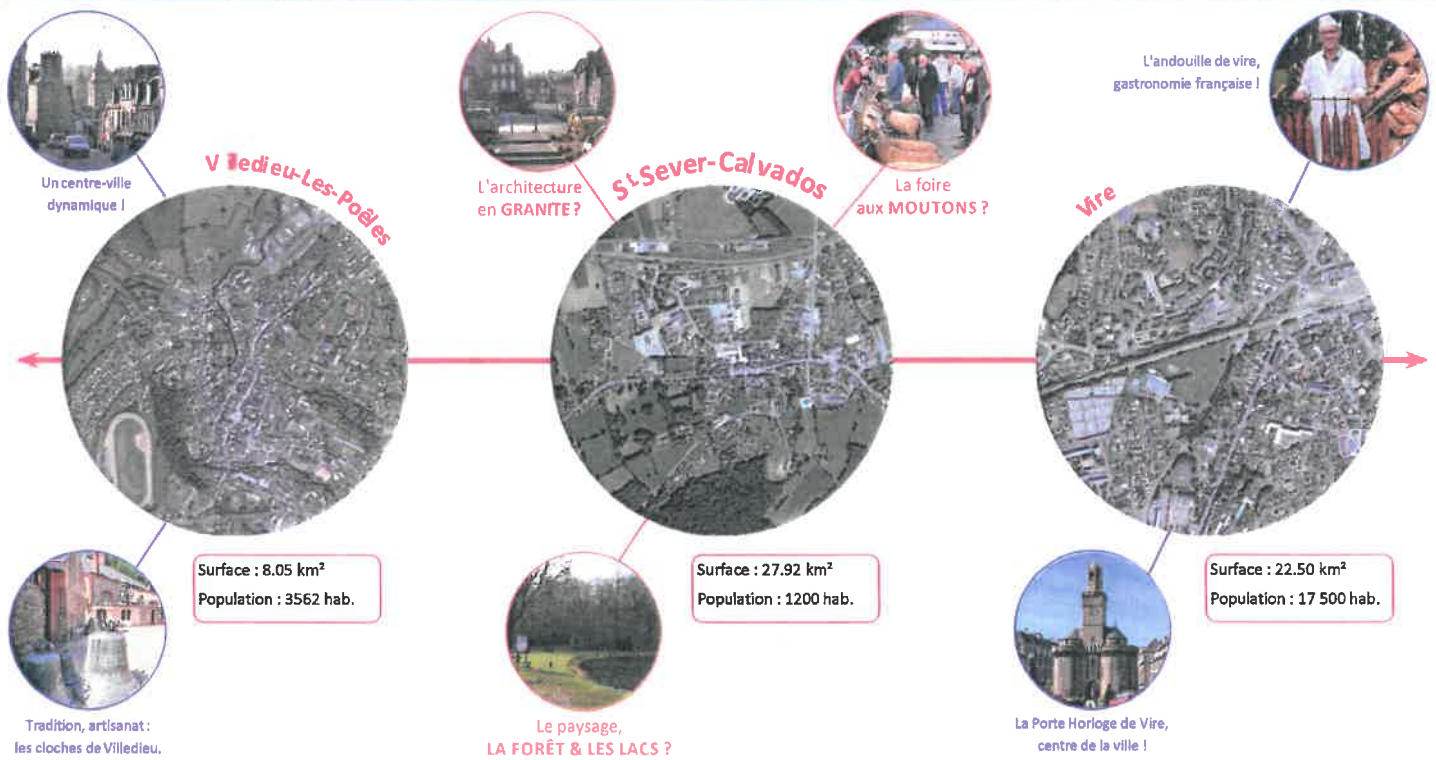 Un centre-ville
dynamique !
V ledieu-Les-Poêles
L'architecture
en GRANITE ?
St Sever-Calvados
La foire
aux MOUTONS ?
Vire
L'andouille de vire,
gastronomie française !
Surface : 8.05 km²
Population : 3562 hab.
Surface : 27.92 km²
Population : 1200 hab.
Surface : 22.50 km²
Population : 17 500 hab.
Tradition, artisanat :
les cloches de Villedieu.
Le paysage,
LA FORÊT & LES LACS ?
La Porte Horloge de Vire,
centre de la ville !